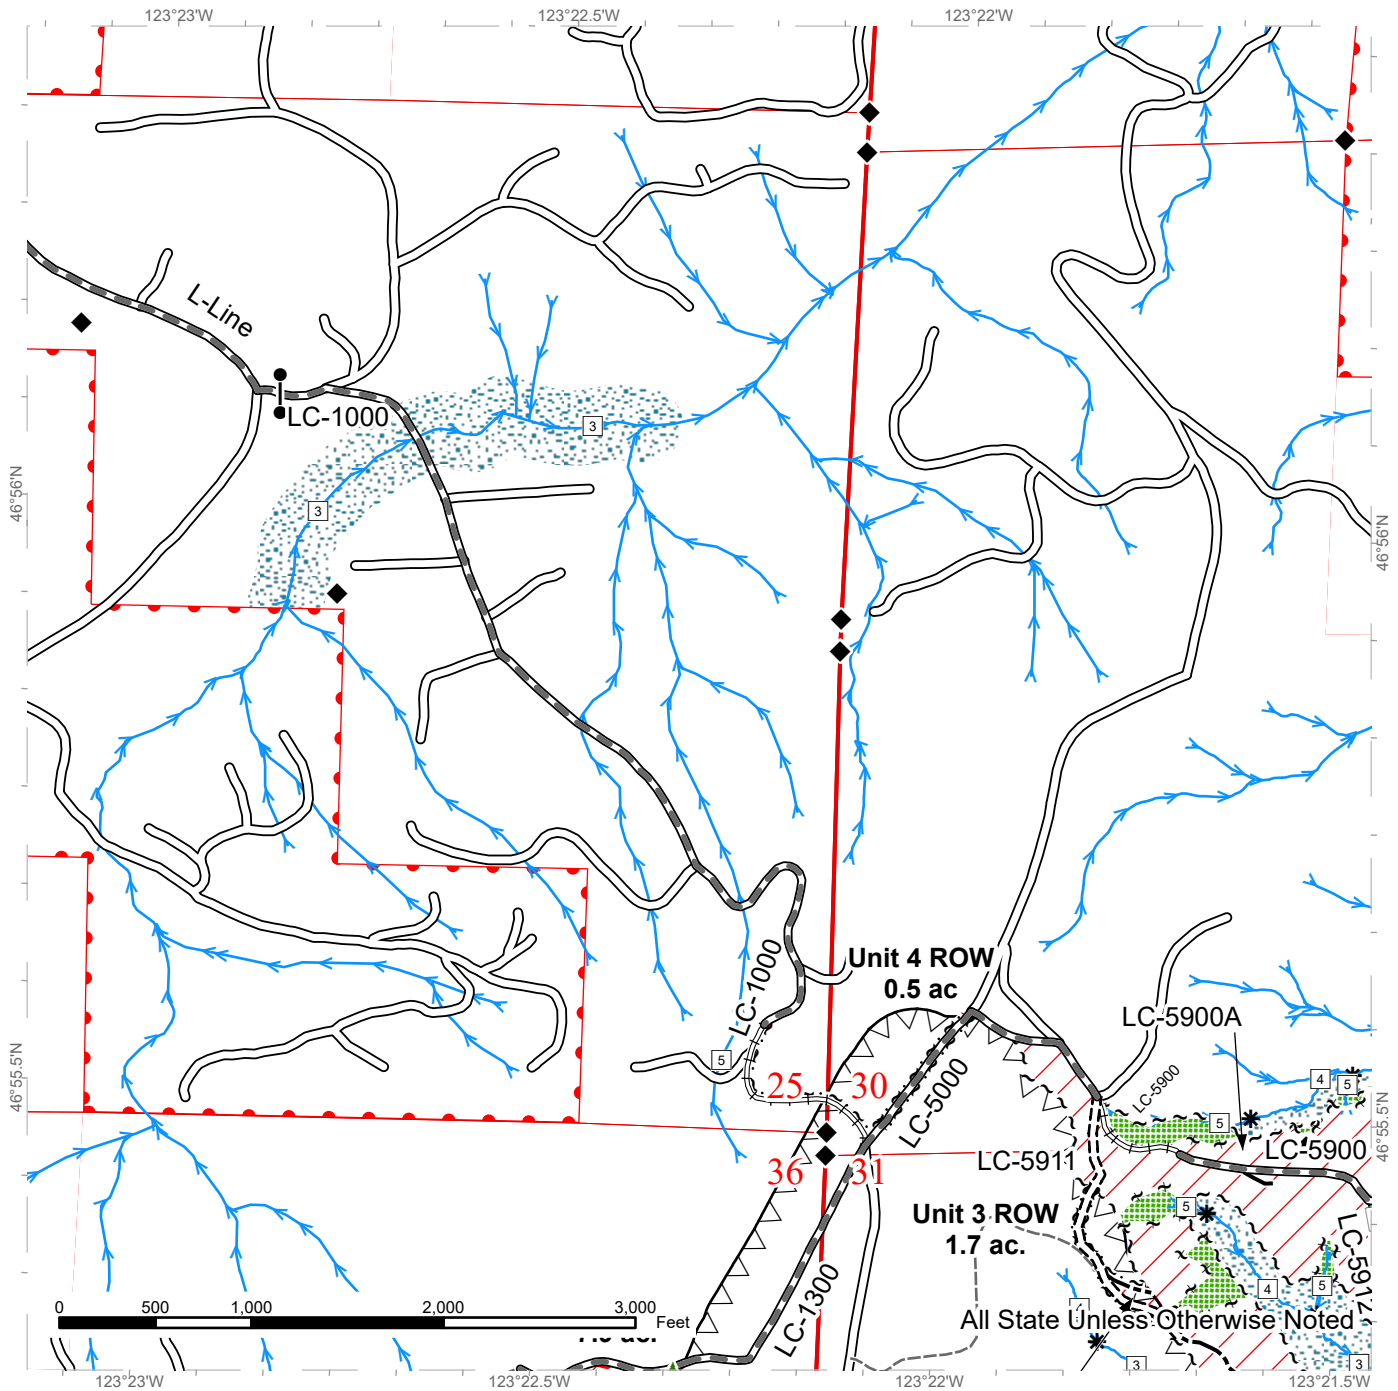 123°23'W
123°22.5'W
123°22'W
L-Line
LC-1000
3
3
46°56'N
46°56'N
Unit 4 ROW
0.5 ac
LC-1000
LC-5900A
5
25
30
LC-5000
LC-5900
4
5
5
46°55.5'N
46°55.5'N
LC-5900
36
31
LC-5911
5
Unit 3 ROW
1.7 ac.
LC-5912
4
5
LC-1300
0
500
1,000
2,000
3,000
Feet
All State Unless Otherwise Noted
3
3
123°23'W
123°22.5'W
123°22'W
123°21.5'W